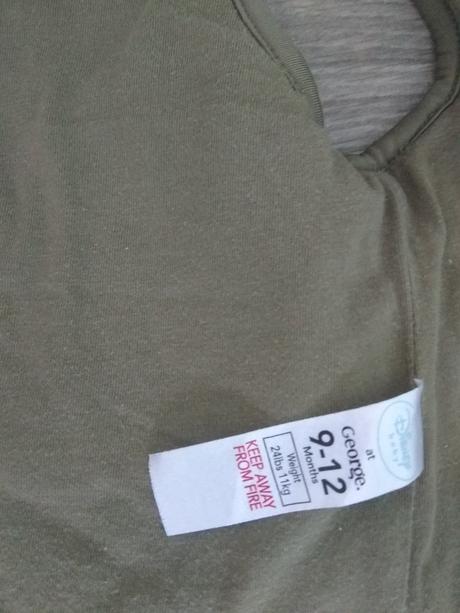 Disney
baby
at
George.
9-12
Months
Weight
24lbs 11kg
KEEP AWAY
FROM FIRE